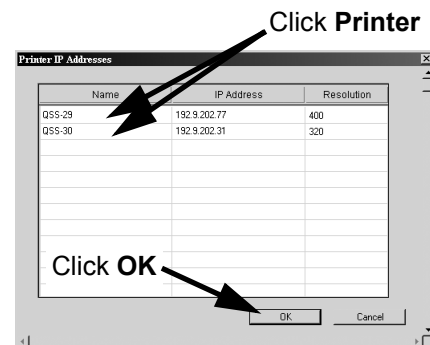 Click Printer
Printer IP Addresses
Name IP Address Resolution
QSS-29 192.9.202.77 400
QSS-30 192.9.202.31 320
Click OK
OK Cancel